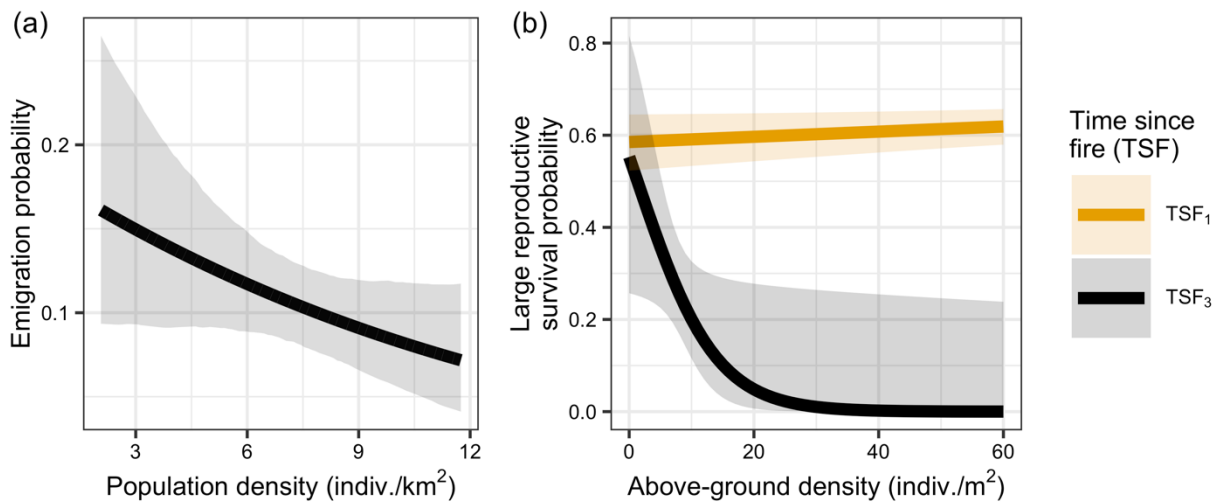 (a)
Emigration probability
0.2
0.1
3 6 9 12
Population density (indiv./km²)
(b)
Large reproductive
survival probability
0.8
0.6
0.4
0.2
0.0
0 20 40 60
Above-ground density (indiv./m²)
Time since
fire (TSF)
TSF₁
TSF₃